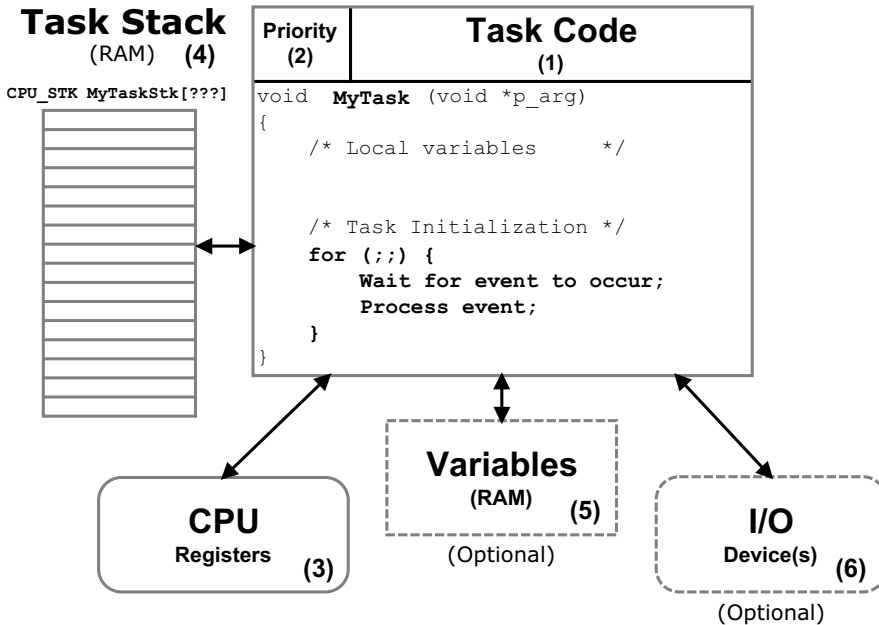 Task Stack
(RAM) (4)
CPU_STK MyTaskStk[???]
Priority
(2)
Task Code
(1)
void MyTask (void *p_arg)
{
/* Local variables */
/* Task Initialization */
for (;;) {
Wait for event to occur;
Process event;
}
}
CPU
Registers
(3)
Variables
(RAM)
(5)
(Optional)
I/O
Device(s)
(6)
(Optional)